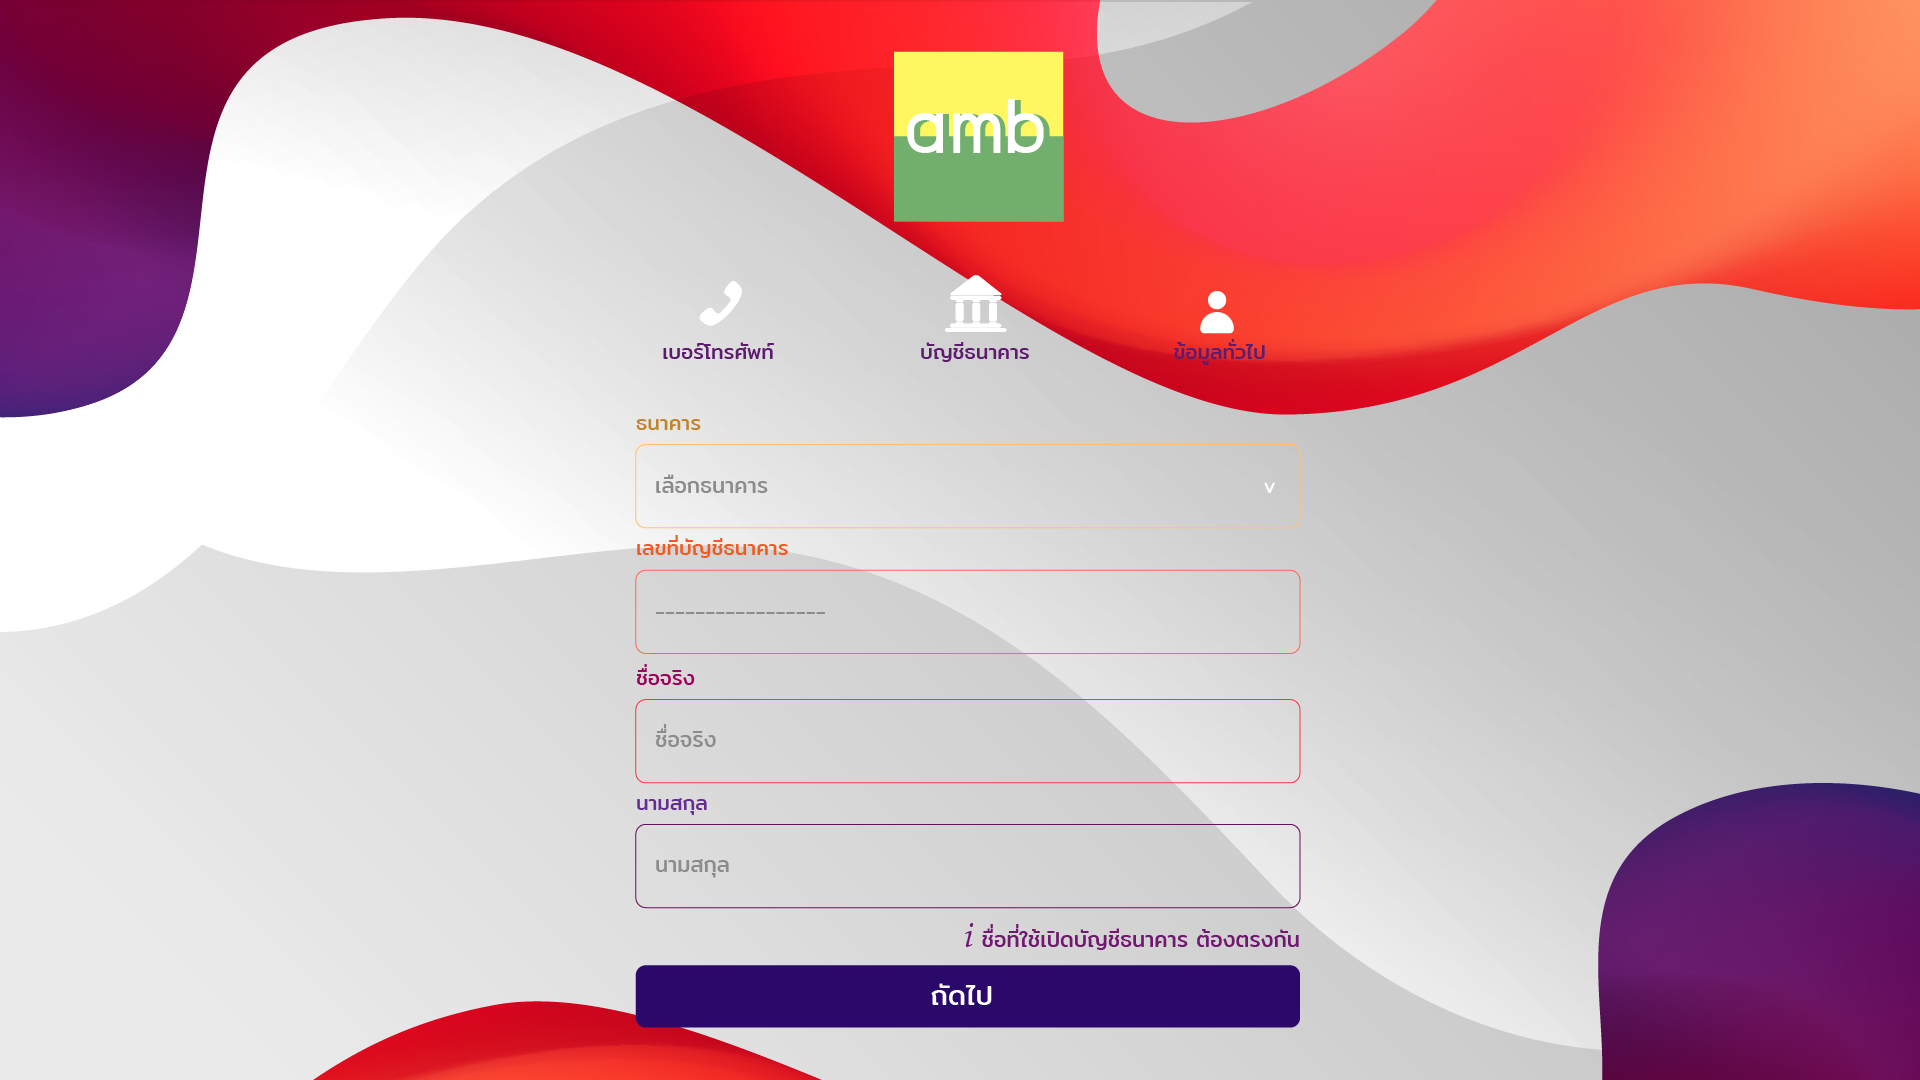 amb
เบอร์โทรศัพท์ บัญชีธนาคาร ข้อมูลทั่วไป
ธนาคาร
เลือกธนาคาร v
เลขที่บัญชีธนาคาร
-----------------
ชื่อจริง
ชื่อจริง
นามสกุล
นามสกุล
i ชื่อที่ใช้เปิดบัญชีธนาคาร ต้องตรงกัน
ถัดไป